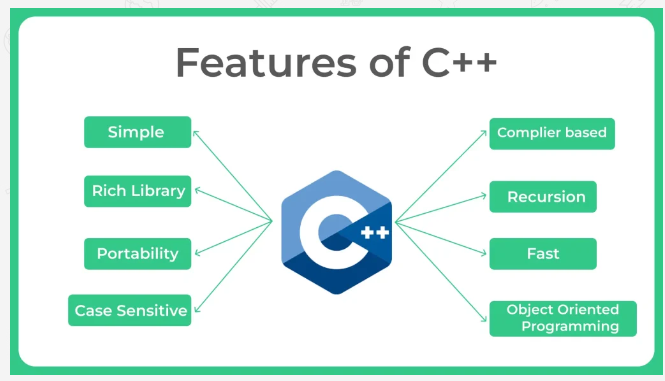 Features of C++
Simple
Rich Library
Portability
Case Sensitive
C++
Complier based
Recursion
Fast
Object Oriented
Programming